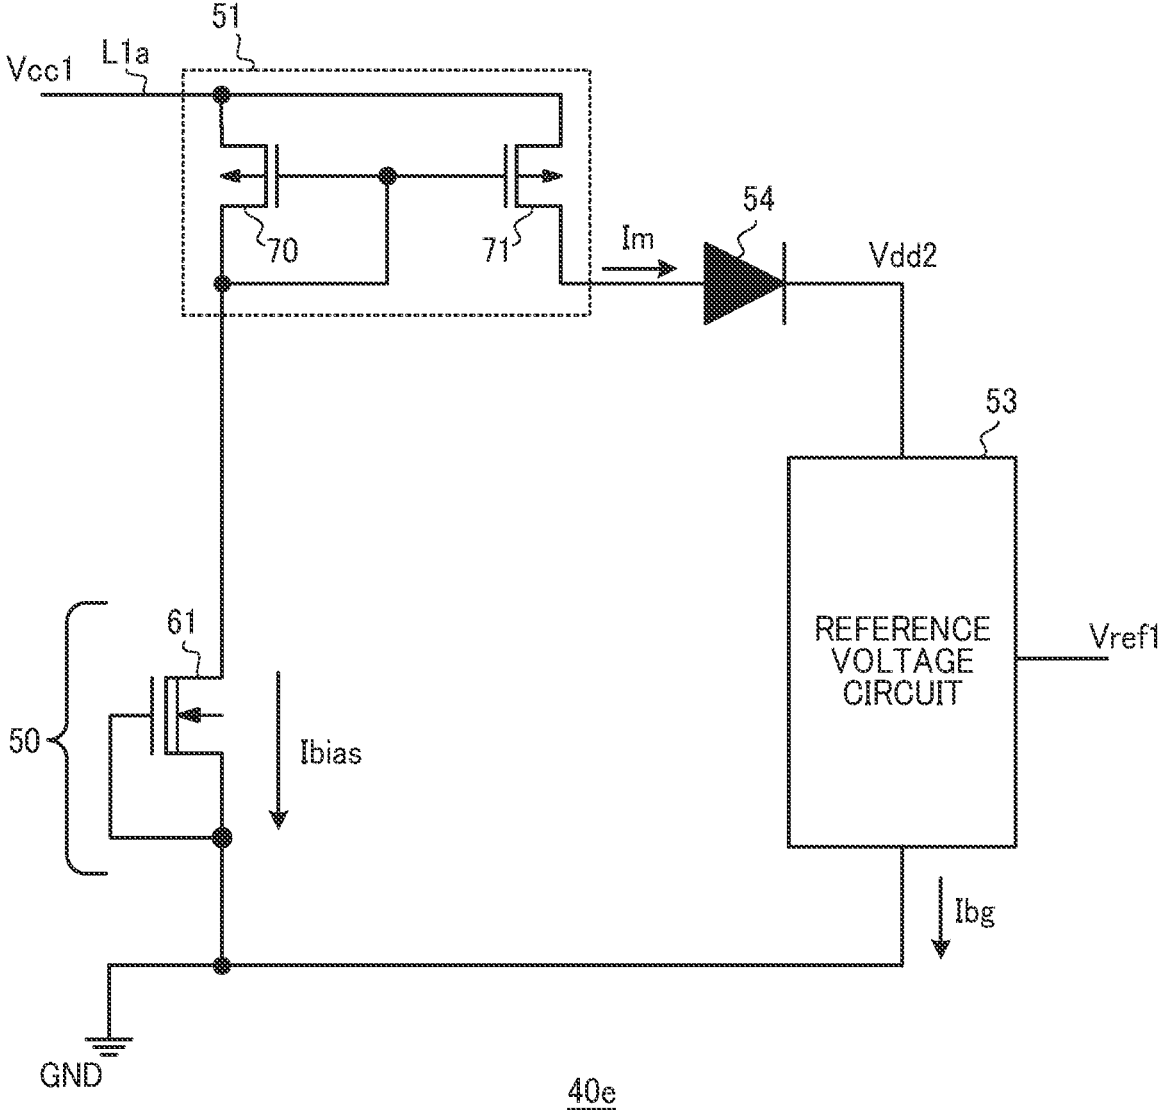 51
L1a
Vcc1
54
Im
Vdd2
70
71
53
61
REFERENCE
VOLTAGE
CIRCUIT
Vref1
50
Ibias
Ibg
GND
40e